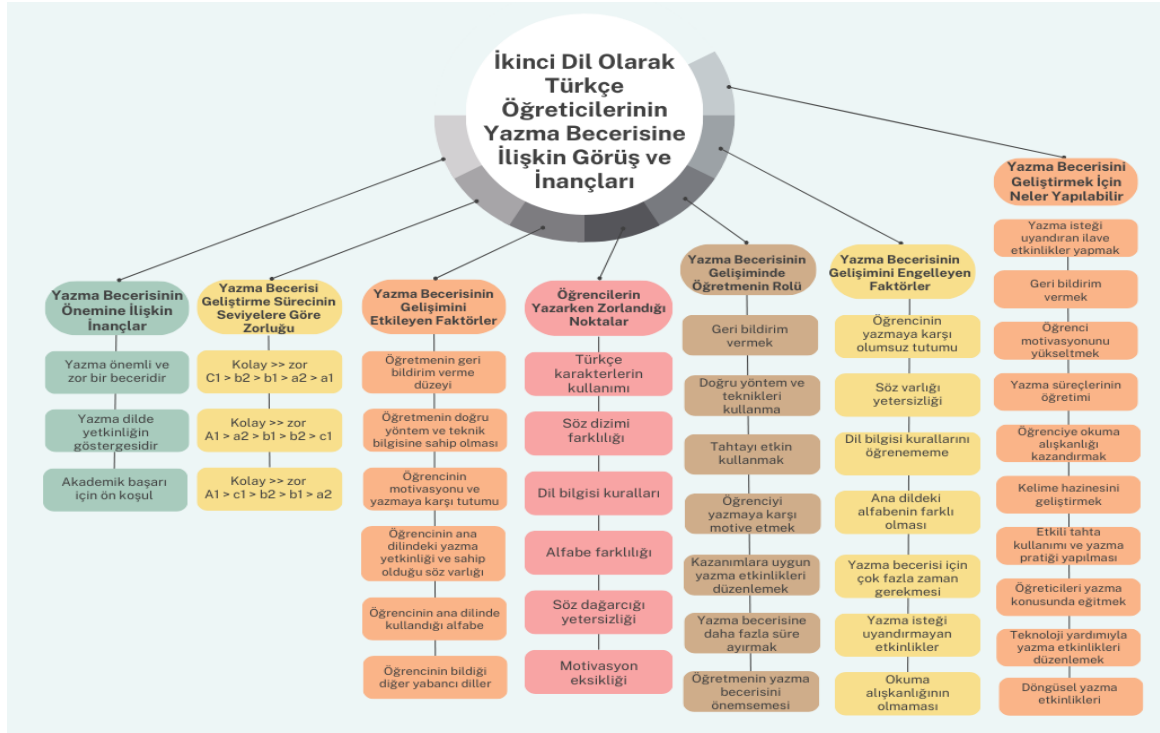 İkinci Dil Olarak
Türkçe
Öğreticilerinin
Yazma Becerisine
İlişkin Görüş ve
İnançları
Yazma Becerisinin
Önemine İlişkin
İnançlar
Yazma önemli ve
zor bir beceridir
Yazma dilde
yetkinliğin
göstergesidir
Akademik başarı
için ön koşul
Yazma Becerisi
Geliştirme Sürecinin
Seviyelere Göre
Zorluğu
Kolay >> zor
C1 > b2 > b1 > a2 > a1
Kolay >> zor
A1 > a2 > b1 > b2 > c1
Kolay >> zor
A1 > c1 > b2 > b1 > a2
Yazma Becerisinin
Gelişimini
Etkileyen Faktörler
Öğretmenin geri
bildirim verme
düzeyi
Öğretmenin doğru
yöntem ve teknik
bilgisine sahip olması
Öğrencinin
motivasyonu ve
yazmaya karşı tutumu
Öğrencinin ana
dilindeki yazma
yetkinliği ve sahip
olduğu söz varlığı
Öğrencinin ana dilinde
kullandığı alfabe
Öğrencinin bildiği
diğer yabancı diller
Öğrencilerin
Yazarken Zorlandığı
Noktalar
Türkçe
karakterlerin
kullanımı
Söz dizimi
farklılığı
Dil bilgisi kuralları
Alfabe farklılığı
Söz dağarcığı
yetersizliği
Motivasyon
eksikliği
Yazma Becerisinin
Gelişiminde
Öğretmenin Rolü
Geri bildirim
vermek
Doğru yöntem ve
teknikleri
kullanma
Tahtayı etkin
kullanmak
Öğrenciyi
yazmaya karşı
motive etmek
Kazanımlara uygun
yazma etkinlikleri
düzenlemek
Yazma becerisine
daha fazla süre
ayırmak
Öğretmenin yazma
becerisini
önemsemesi
Yazma Becerisinin
Gelişimini Engelleyen
Faktörler
Öğrencinin
yazmaya karşı
olumsuz tutumu
Söz varlığı
yetersizliği
Dil bilgisi kurallarını
öğrenememe
Ana dildeki
alfabenin farklı
olması
Yazma becerisi için
çok fazla zaman
gerekmesi
Yazma isteği
uyandırmayan
etkinlikler
Okuma
alışkanlığının
olmaması
Yazma Becerisini
Geliştirmek İçin
Neler Yapılabilir
Yazma isteği
uyandıran ilave
etkinlikler yapmak
Geri bildirim
vermek
Öğrenci
motivasyonunu
yükseltmek
Yazma süreçlerinin
öğretimi
Öğrenciye okuma
alışkanlığı
kazandırmak
Kelime hazinesini
geliştirmek
Etkili tahta
kullanımı ve yazma
pratiği yapılması
Öğreticileri yazma
konusunda eğitmek
Teknoloji yardımıyla
yazma etkinlikleri
düzenlemek
Döngüsel yazma
etkinlikleri